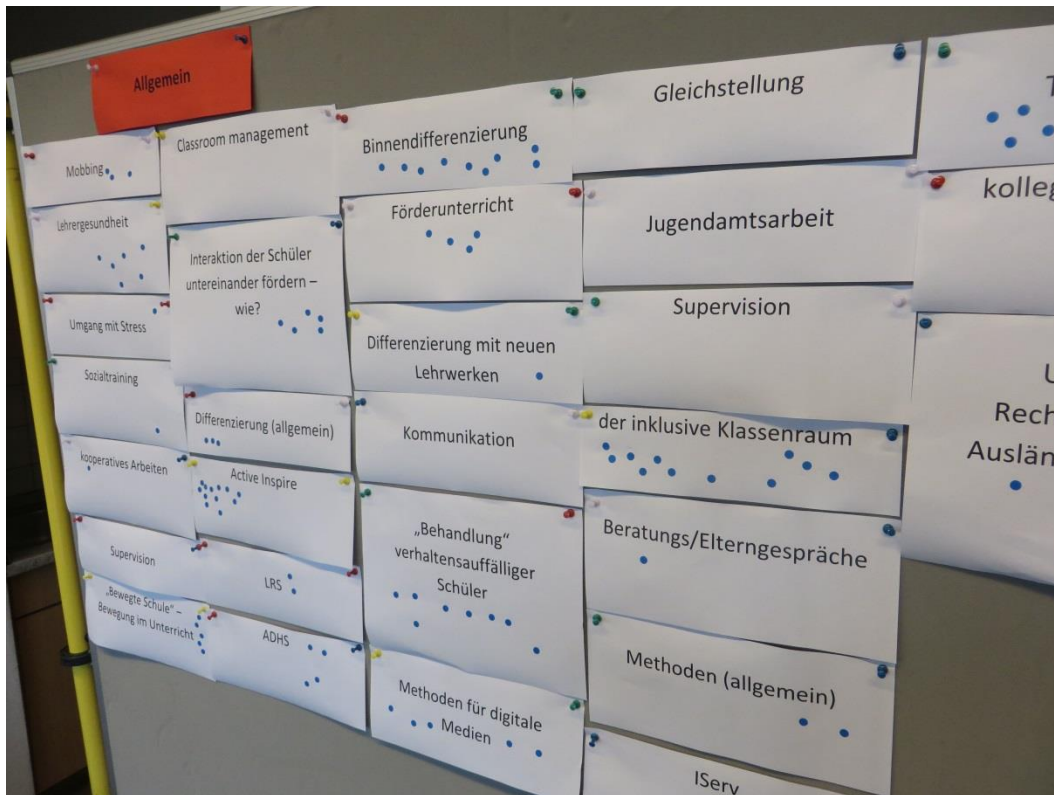 Allgemein
Mobbing
Lehrergesundheit
Umgang mit Stress
Sozialtraining
kooperatives Arbeiten
Supervision
„Bewegte Schule“ –
Bewegung im Unterricht
Classroom management
Interaktion der Schüler
untereinander fördern –
wie?
Differenzierung (allgemein)
Active Inspire
LRS
ADHS
Binnendifferenzierung
Förderunterricht
Differenzierung mit neuen
Lehrwerken
Kommunikation
„Behandlung“
verhaltensauffälliger
Schüler
Methoden für digitale
Medien
Gleichstellung
Jugendamtsarbeit
Supervision
der inklusive Klassenraum
Beratungs/Elterngespräche
Methoden (allgemein)
IServ